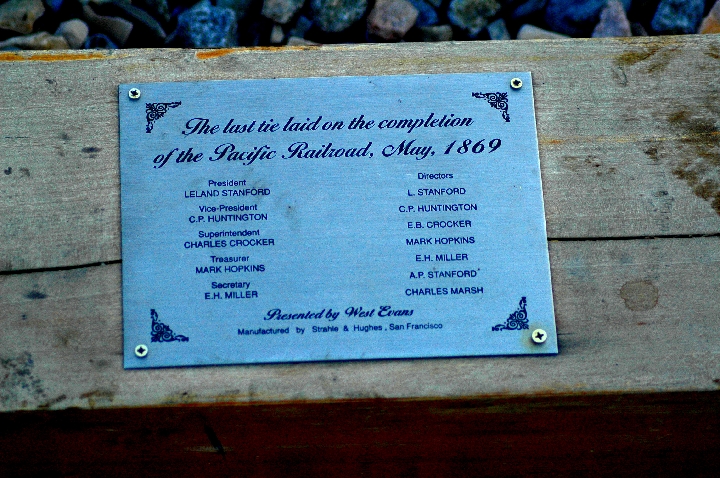 The last tie laid on the completion
of the Pacific Railroad, May, 1869
President
LELAND STANFORD
Vice-President
C.P. HUNTINGTON
Superintendent
CHARLES CROCKER
Treasurer
MARK HOPKINS
Secretary
E.H. MILLER
Directors
L. STANFORD
C.P. HUNTINGTON
E.B. CROCKER
MARK HOPKINS
E.H. MILLER
A.P. STANFORD
CHARLES MARSH
Presented by West Evans
Manufactured by Strahle & Hughes, San Francisco